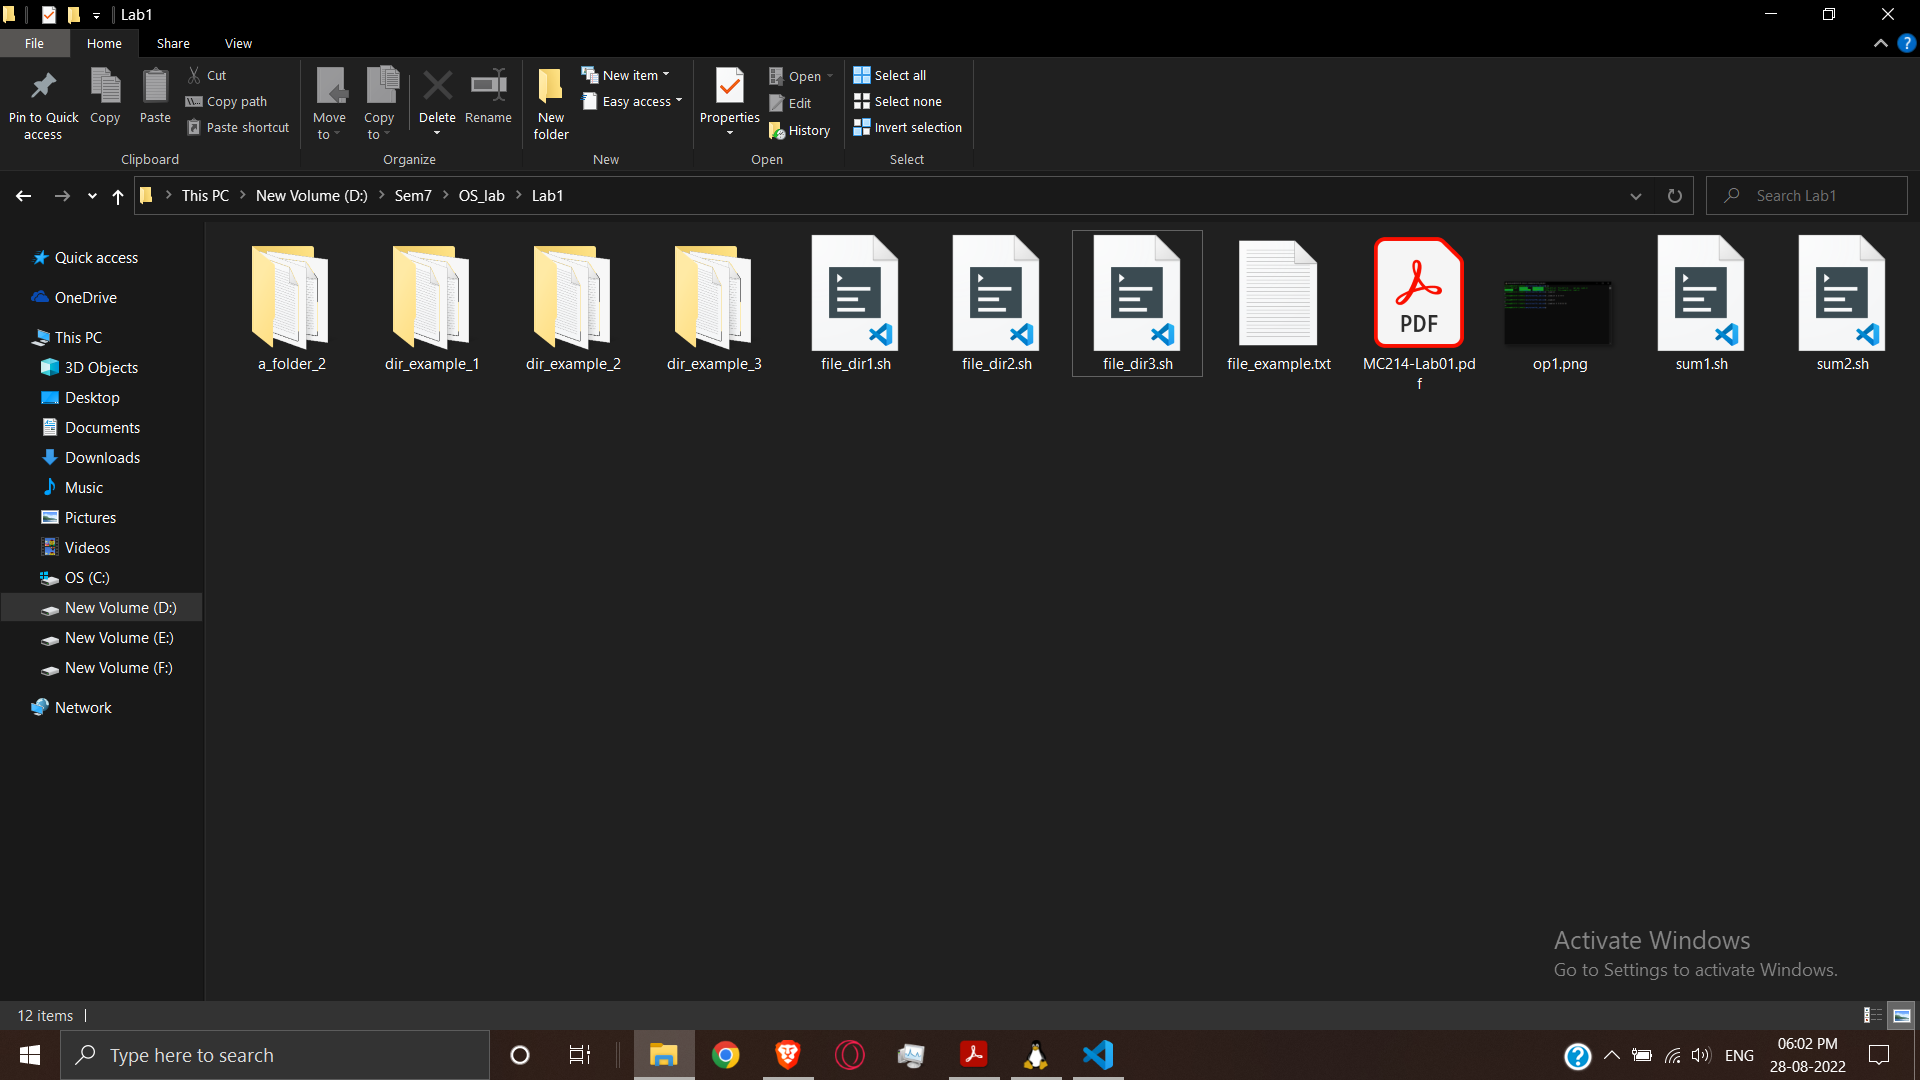 Lab1
File Home Share View
Pin to Quick access
Copy
Paste
Cut
Copy path
Paste shortcut
Clipboard
Move to
Copy to
Delete
Rename
Organize
New folder
New item
Easy access
New
Properties
Open
Edit
History
Open
Select all
Select none
Invert selection
Select
This PC > New Volume (D:) > Sem7 > OS_lab > Lab1
Search Lab1
Quick access
OneDrive
This PC
3D Objects
Desktop
Documents
Downloads
Music
Pictures
Videos
OS (C:)
New Volume (D:)
New Volume (E:)
New Volume (F:)
Network
a_folder_2
dir_example_1
dir_example_2
dir_example_3
file_dir1.sh
file_dir2.sh
file_dir3.sh
file_example.txt
PDF
MC214-Lab01.pd
f
op1.png
sum1.sh
sum2.sh
Activate Windows
Go to Settings to activate Windows.
12 items
Type here to search
ENG
06:02 PM
28-08-2022